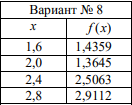 Вариант № 8
x f(x)
1,6 1,4359
2,0 1,3645
2,4 2,5063
2,8 2,9112